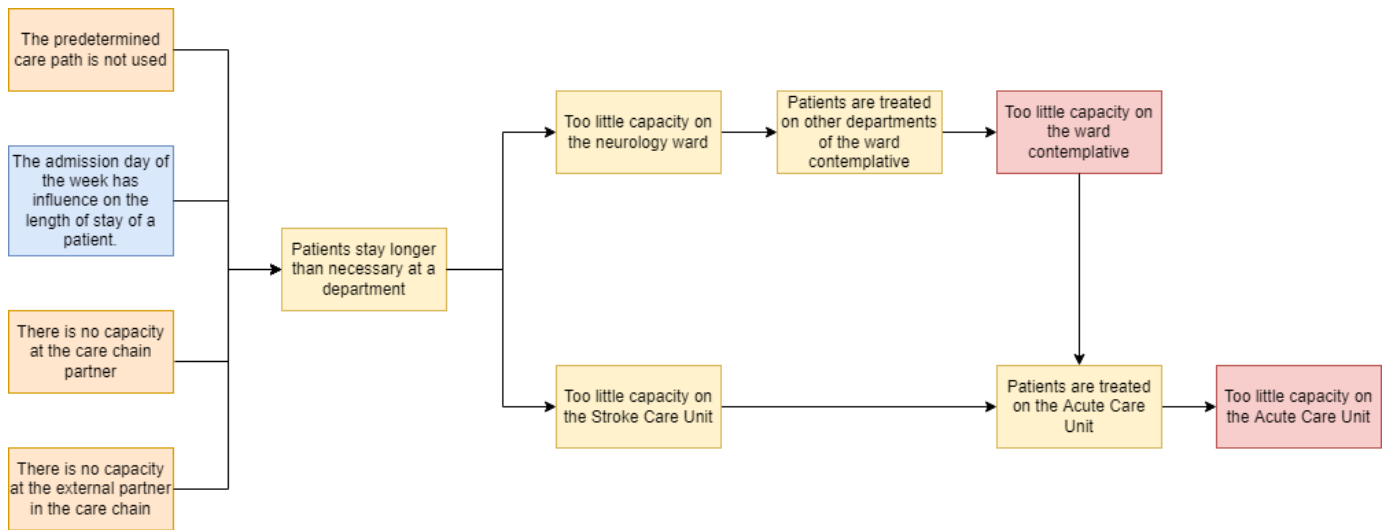 The predetermined
care path is not used
The admission day of
the week has
influence on the
length of stay of a
patient.
There is no capacity
at the care chain
partner
There is no capacity
at the external partner
in the care chain
Patients stay longer
than necessary at a
department
Too little capacity on
the neurology ward
Patients are treated
on other departments
of the ward
contemplative
Too little capacity on
the ward
contemplative
Too little capacity on
the Stroke Care Unit
Patients are treated
on the Acute Care
Unit
Too little capacity on
the Acute Care Unit